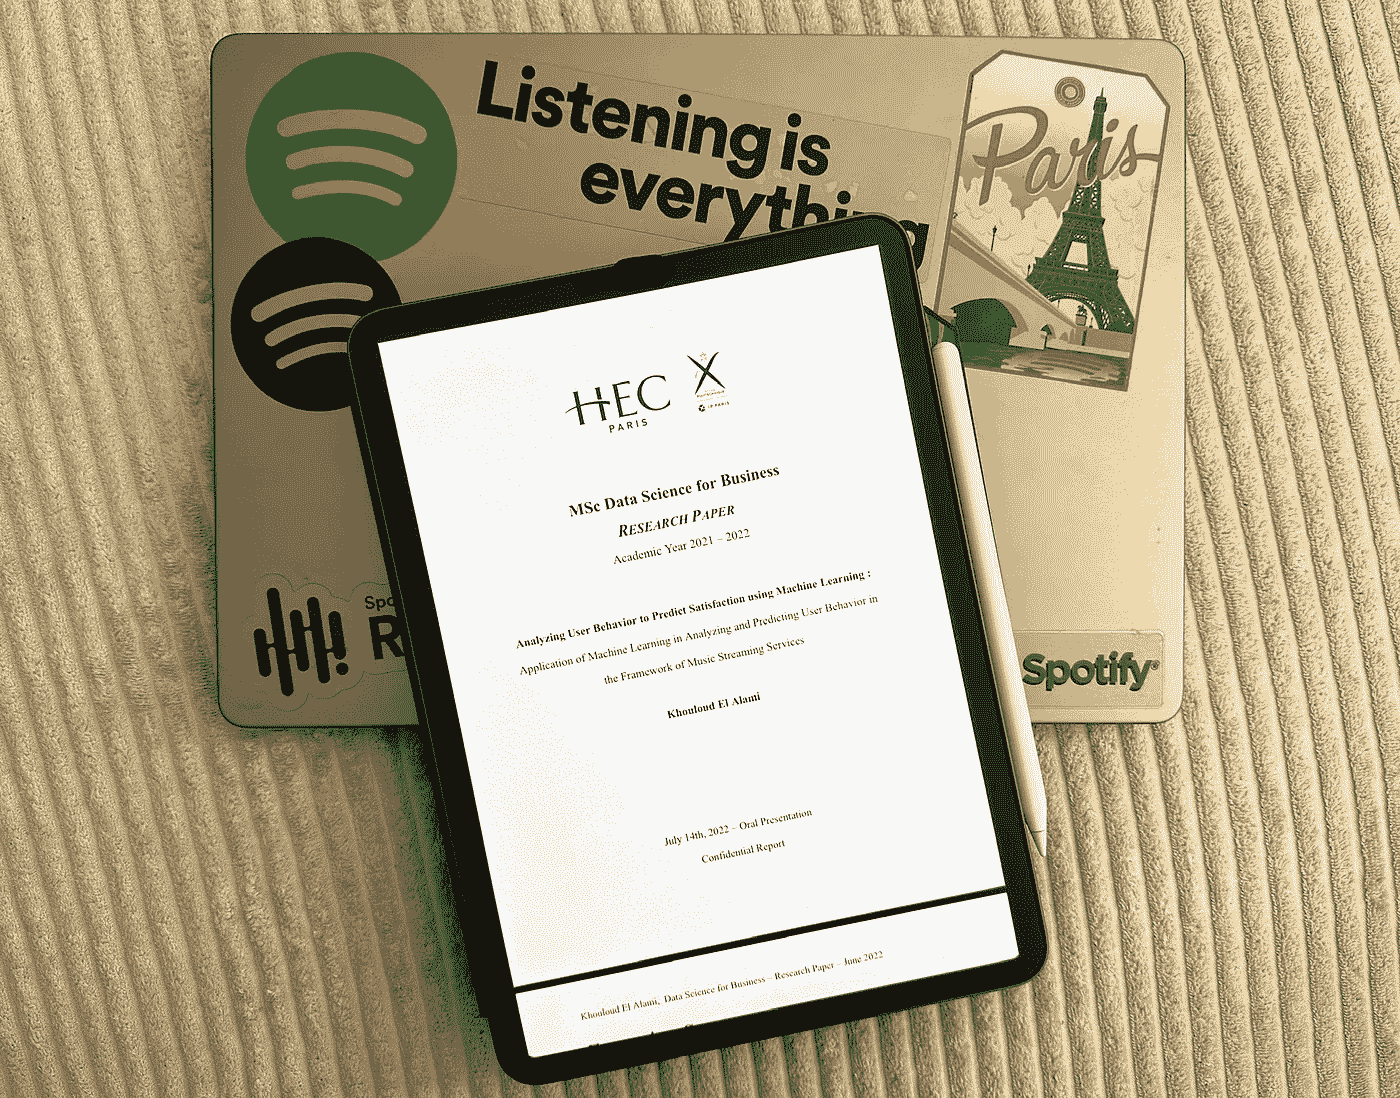 Listening is
everything
Paris
HEC
PARIS
IP PARIS
MSc Data Science for Business
RESEARCH PAPER
Academic Year 2021 – 2022
Analyzing User Behavior to Predict Satisfaction using Machine Learning :
Application of Machine Learning in Analyzing and Predicting User Behavior in
the Framework of Music Streaming Services
Khouloud El Alami
July 14th, 2022 – Oral Presentation
Confidential Report
Khouloud El Alami, Data Science for Business – Research Paper – June 2022
Spo
R
Spotify